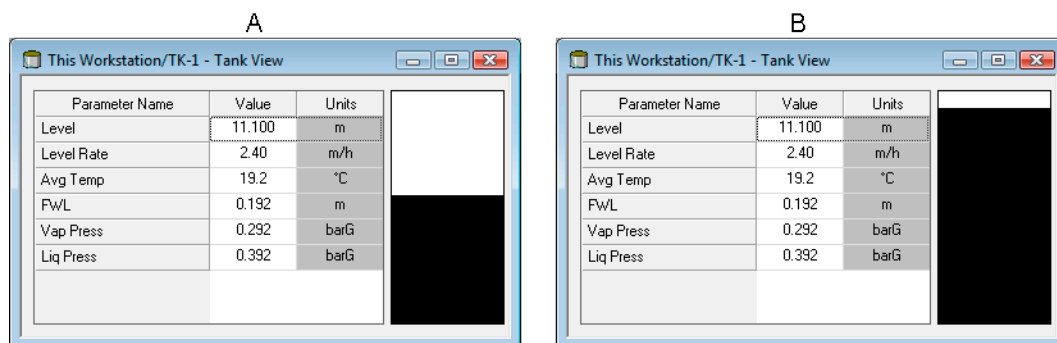 A
This Workstation/TK-1 - Tank View
Parameter Name Value Units
Level 11.100 m
Level Rate 2.40 m/h
Avg Temp 19.2 °C
FWL 0.192 m
Vap Press 0.292 barG
Liq Press 0.392 barG
B
This Workstation/TK-1 - Tank View
Parameter Name Value Units
Level 11.100 m
Level Rate 2.40 m/h
Avg Temp 19.2 °C
FWL 0.192 m
Vap Press 0.292 barG
Liq Press 0.392 barG